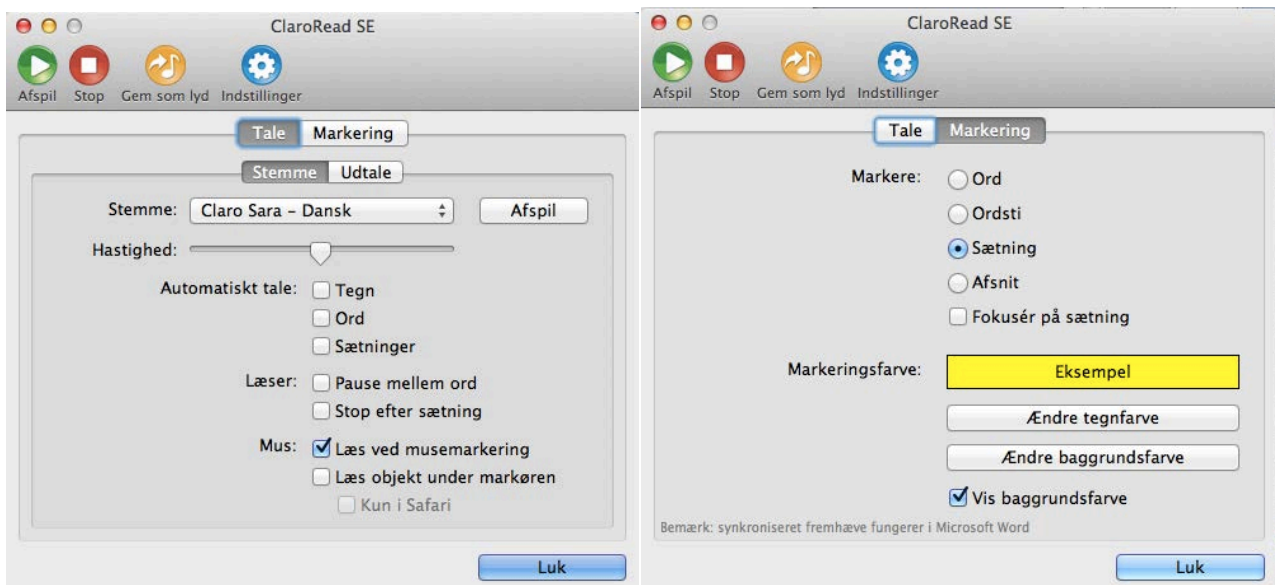 ClaroRead SE
Afspil Stop Gem som lyd Indstillinger
Tale Markering
Stemme Udtale
Stemme: Claro Sara – Dansk Afspil
Hastighed:
Automatiskt tale: Tegn
Ord
Sætninger
Læser: Pause mellem ord
Stop efter sætning
Mus: Læs ved musemarkering
Læs objekt under markøren
Kun i Safari
Luk
ClaroRead SE
Afspil Stop Gem som lyd Indstillinger
Tale Markering
Markere: Ord
Ordsti
Sætning
Afsnit
Fokusér på sætning
Markeringsfarve: Eksempel
Ændre tegnfarve
Ændre baggrundsfarve
Vis baggrundsfarve
Bemærk: synkroniseret fremhæve fungerer i Microsoft Word
Luk